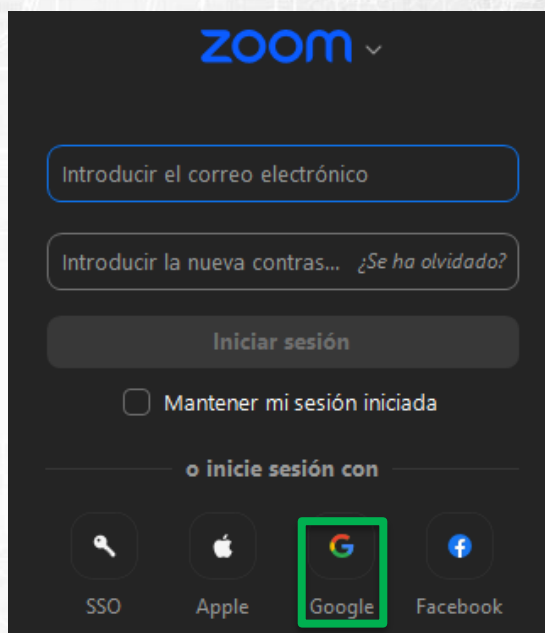 zoom
Introducir el correo electrónico
Introducir la nueva contras... ¿Se ha olvidado?
Iniciar sesión
Mantener mi sesión iniciada
o inicie sesión con
SSO Apple Google Facebook